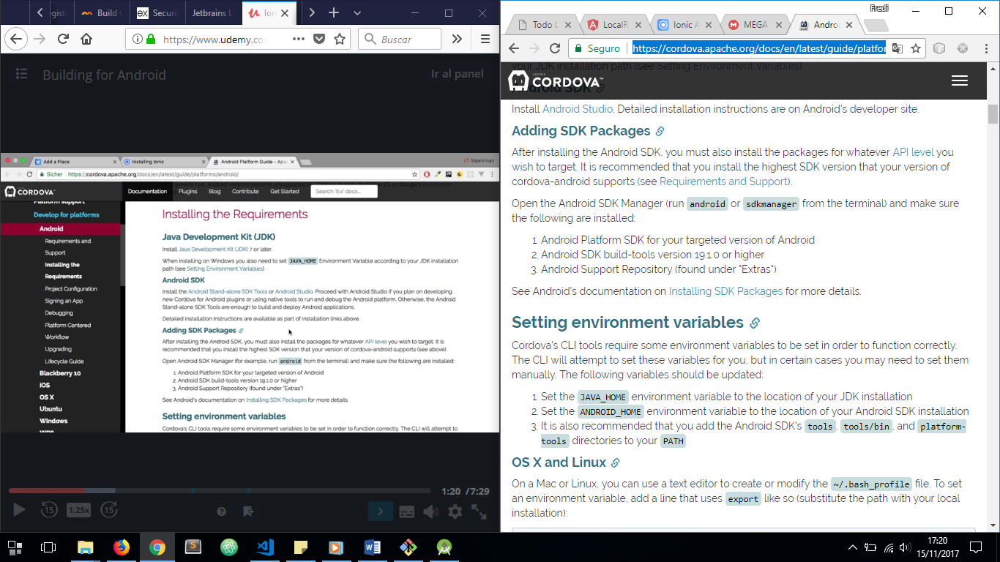 egistr
Build C
Securi
Jetbrains L
Ion
https://www.udemy.co
Buscar
Building for Android
Ir al panel
Add a Place
Installing Ionic
Android Platform Guide - Apac
Maximilian
Sicher
https://cordova.apache.org/docs/en/latest/guide/platforms/android/
CORDOVA
Documentation
Plugins
Blog
Contribute
Get Started
Search '6.x' docs...
Platform support
Develop for platforms
Android
Requirements and
Support
Installing the
Requirements
Project Configuration
Signing an App
Debugging
Platform Centered
Workflow
Upgrading
Lifecycle Guide
Blackberry 10
iOS
OS X
Ubuntu
Windows
Installing the Requirements
Java Development Kit (JDK)
Install Java Development Kit (JDK) 7 or later.
When installing on Windows you also need to set JAVA_HOME Environment Variable according to your JDK installation
path (see Setting Environment Variables)
Android SDK
Install the Android Stand-alone SDK Tools or Android Studio. Proceed with Android Studio if you plan on developing
new Cordova for Android plugins or using native tools to run and debug the Android platform. Otherwise, the Android
Stand-alone SDK Tools are enough to build and deploy Android applications.
Detailed installation instructions are available as part of installation links above.
Adding SDK Packages
After installing the Android SDK, you must also install the packages for whatever API level you wish to target. It is
recommended that you install the highest SDK version that your version of cordova-android supports (see above).
Open Android SDK Manager (for example, run android from the terminal) and make sure the following are installed:
1. Android Platform SDK for your targeted version of Android
2. Android SDK build-tools version 19.1.0 or higher
3. Android Support Repository (found under "Extras")
See Android's documentation on Installing SDK Packages for more details.
Setting environment variables
Cordova's CLI tools require some environment variables to be set in order to function correctly. The CLI will attempt to
1:20 / 7:29
15
1.25x
15
Fredi
Todo L
LocalR
Ionic A
MEGA
Androi
Seguro
https://cordova.apache.org/docs/en/latest/guide/platfor
your JDK installation path (see Setting Environment Variables)
APACHE
CORDOVA™
Android SDK
Install Android Studio. Detailed installation instructions are on Android's developer site.
Adding SDK Packages
After installing the Android SDK, you must also install the packages for whatever API level you
wish to target. It is recommended that you install the highest SDK version that your version of
cordova-android supports (see Requirements and Support).
Open the Android SDK Manager (run android or sdkmanager from the terminal) and make sure
the following are installed:
1. Android Platform SDK for your targeted version of Android
2. Android SDK build-tools version 19.1.0 or higher
3. Android Support Repository (found under "Extras")
See Android's documentation on Installing SDK Packages for more details.
Setting environment variables
Cordova's CLI tools require some environment variables to be set in order to function correctly.
The CLI will attempt to set these variables for you, but in certain cases you may need to set them
manually. The following variables should be updated:
1. Set the JAVA_HOME environment variable to the location of your JDK installation
2. Set the ANDROID_HOME environment variable to the location of your Android SDK installation
3. It is also recommended that you add the Android SDK's tools, tools/bin, and platform-
tools directories to your PATH
OS X and Linux
On a Mac or Linux, you can use a text editor to create or modify the ~/.bash_profile file. To set
an environment variable, add a line that uses export like so (substitute the path with your local
installation):
17:20
15/11/2017